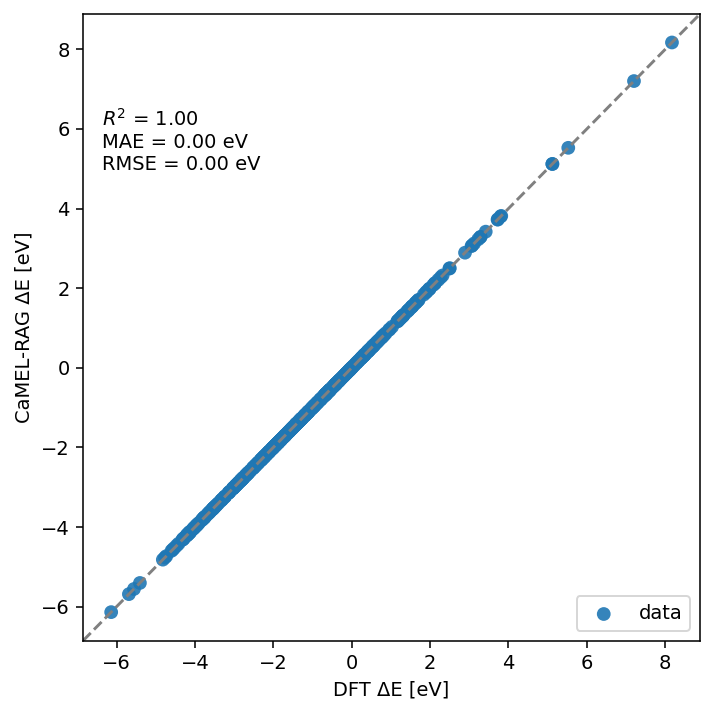 R² = 1.00
MAE = 0.00 eV
RMSE = 0.00 eV
8
6
4
2
0
−2
−4
−6
CaMEL-RAG ΔE [eV]
data
−6 −4 −2 0 2 4 6 8
DFT ΔE [eV]